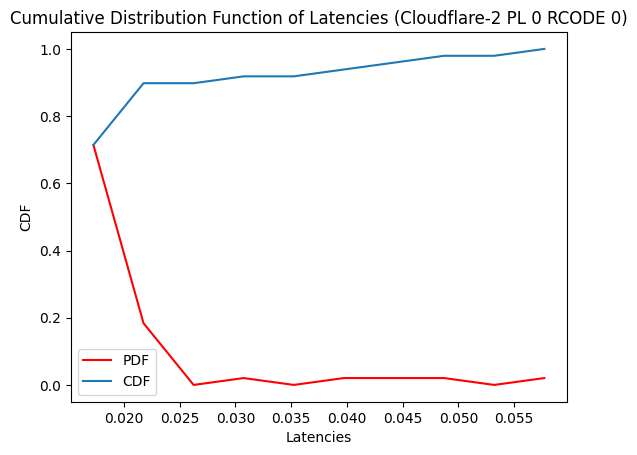 Cumulative Distribution Function of Latencies (Cloudflare-2 PL 0 RCODE 0)
1.0
0.8
0.6
0.4
0.2
0.0
CDF
PDF
CDF
0.020 0.025 0.030 0.035 0.040 0.045 0.050 0.055
Latencies